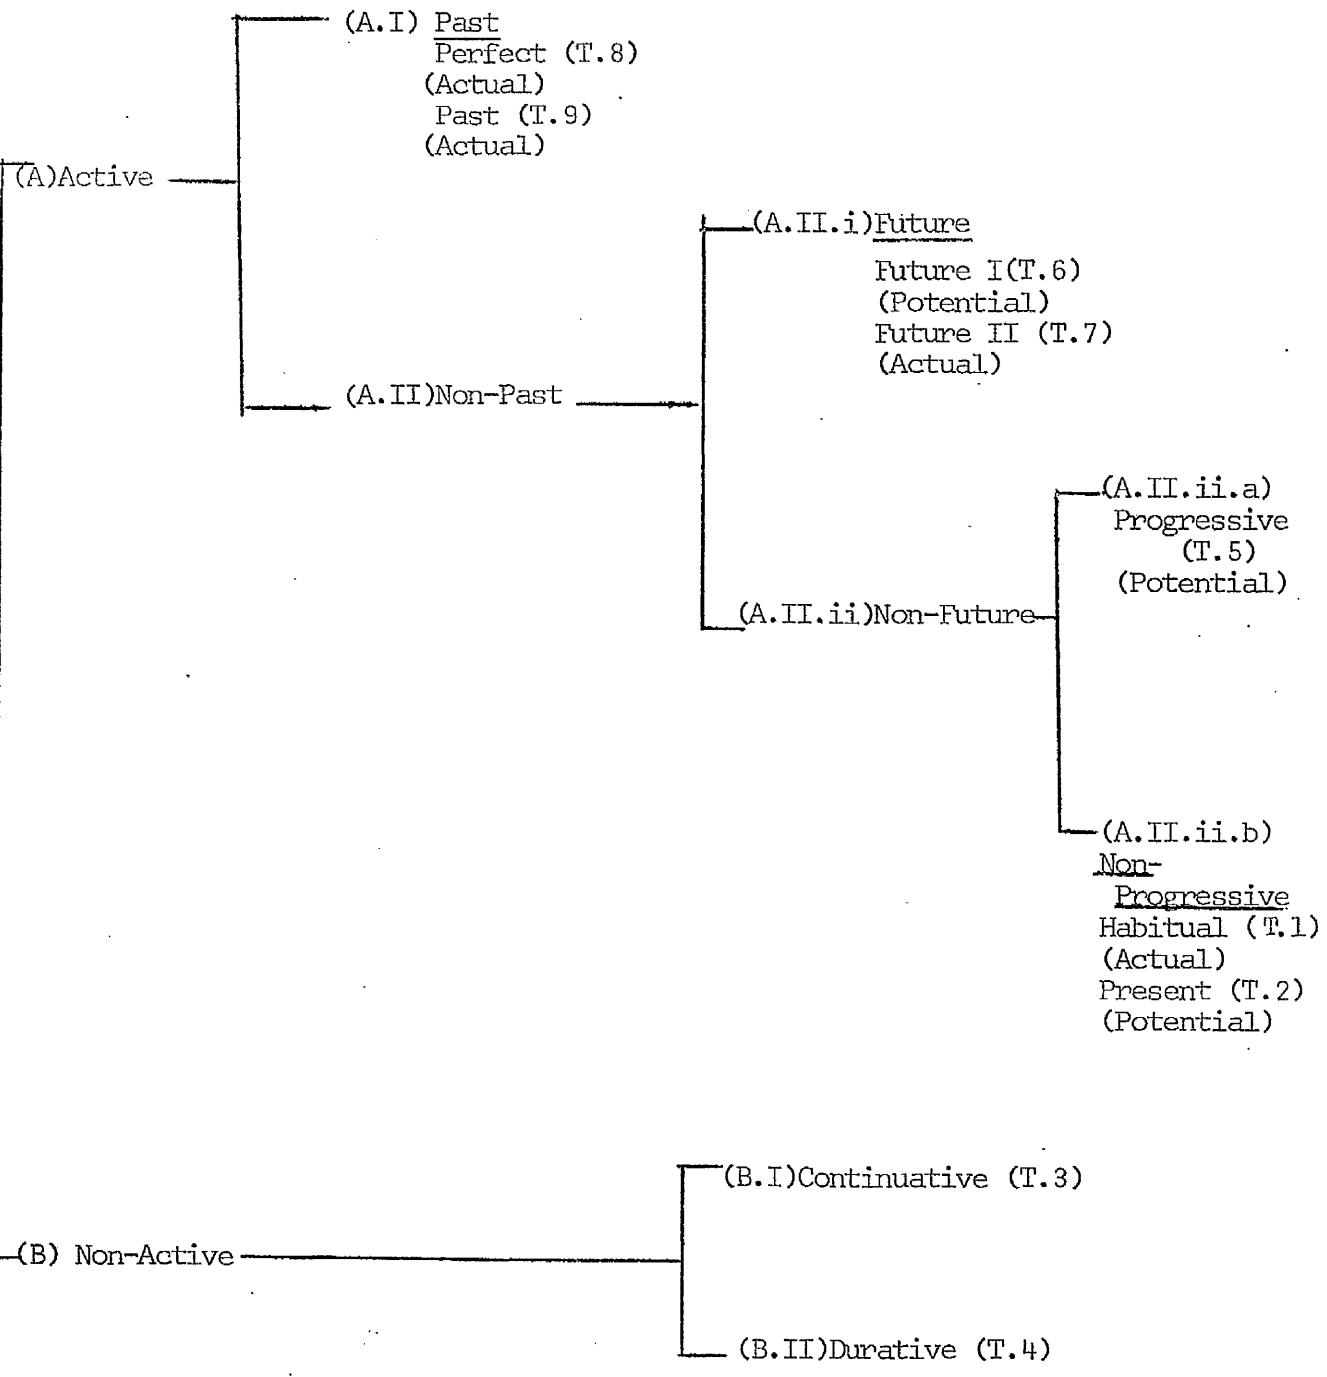 (A.I) Past
Perfect (T.8)
(Actual)
Past (T.9)
(Actual)
(A)Active
(A.II.i)Future
Future I(T.6)
(Potential)
Future II (T.7)
(Actual)
(A.II)Non-Past
(A.II.ii.a)
Progressive
(T.5)
(Potential)
(A.II.ii)Non-Future
(A.II.ii.b)
Non-
Progressive
Habitual (T.1)
(Actual)
Present (T.2)
(Potential)
(B.I)Continuative (T.3)
(B) Non-Active
(B.II)Durative (T.4)